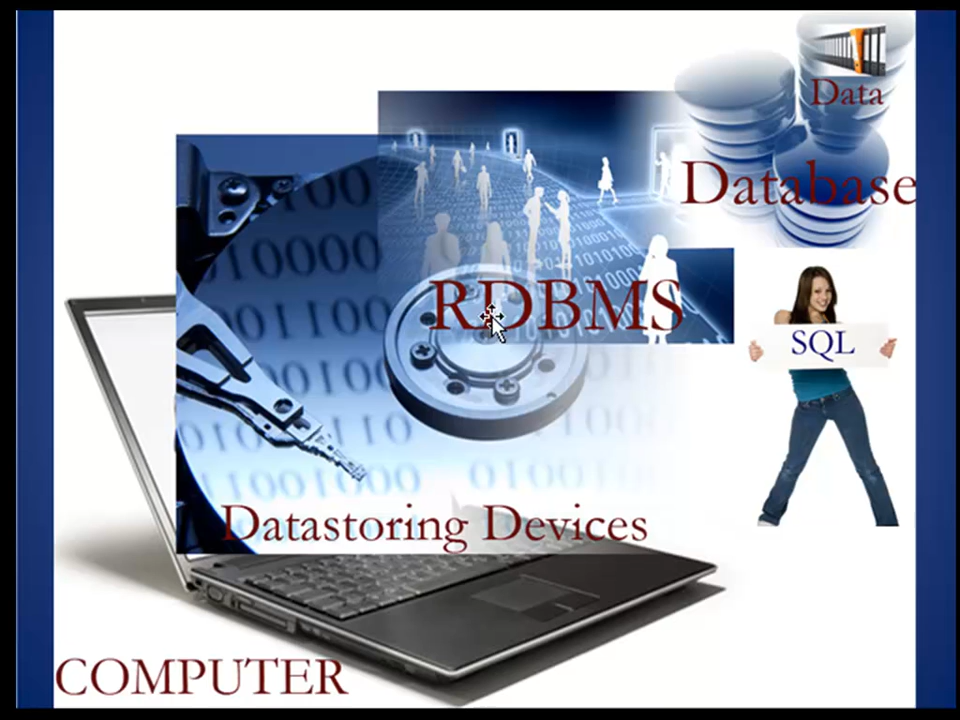 Data
Database
RDBMS
SQL
Datastoring Devices
COMPUTER